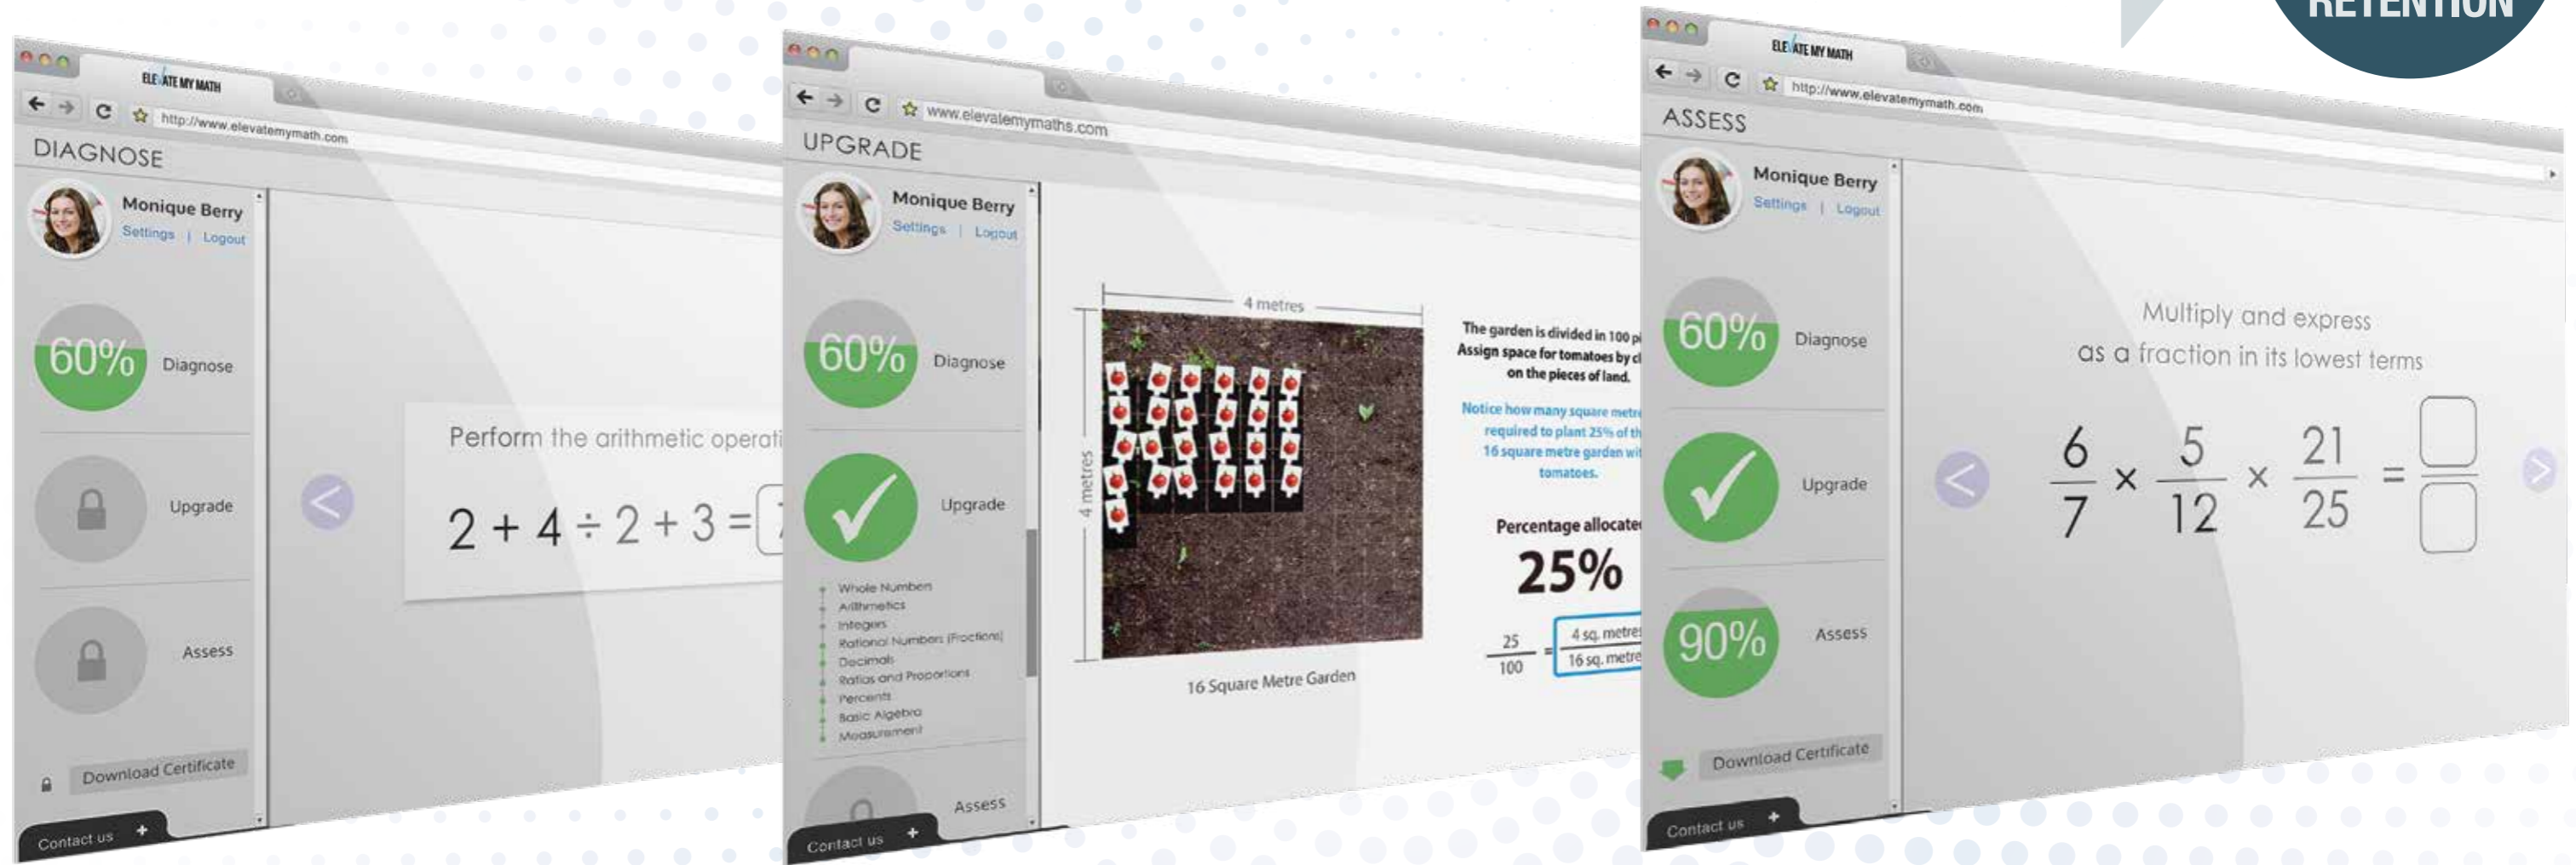 RETENTION
ELEVATE MY MATH
http://www.elevatemymath.com
DIAGNOSE
Monique Berry
Settings | Logout
60%
Diagnose
Upgrade
Assess
Download Certificate
Contact us +
Perform the arithmetic operati
2 + 4 ÷ 2 + 3 =
www.elevatemymaths.com
UPGRADE
Monique Berry
Settings | Logout
60%
Diagnose
Upgrade
Whole Numbers
Arithmetics
Integers
Rational Numbers (Fractions)
Decimals
Ratios and Proportions
Percents
Basic Algebra
Measurement
Assess
Contact us +
4 metres
4 metres
16 Square Metre Garden
The garden is divided in 100 pi
Assign space for tomatoes by cl
on the pieces of land.
Notice how many square metr
required to plant 25% of th
16 square metre garden wit
tomatoes.
Percentage allocate
25%
25
100
=
4 sq. metres
16 sq. metre
ELEVATE MY MATH
http://www.elevatemymath.com
ASSESS
Monique Berry
Settings | Logout
60%
Diagnose
Upgrade
90%
Assess
Download Certificate
Contact us +
Multiply and express
as a fraction in its lowest terms
6 5 21
× × =
7 12 25